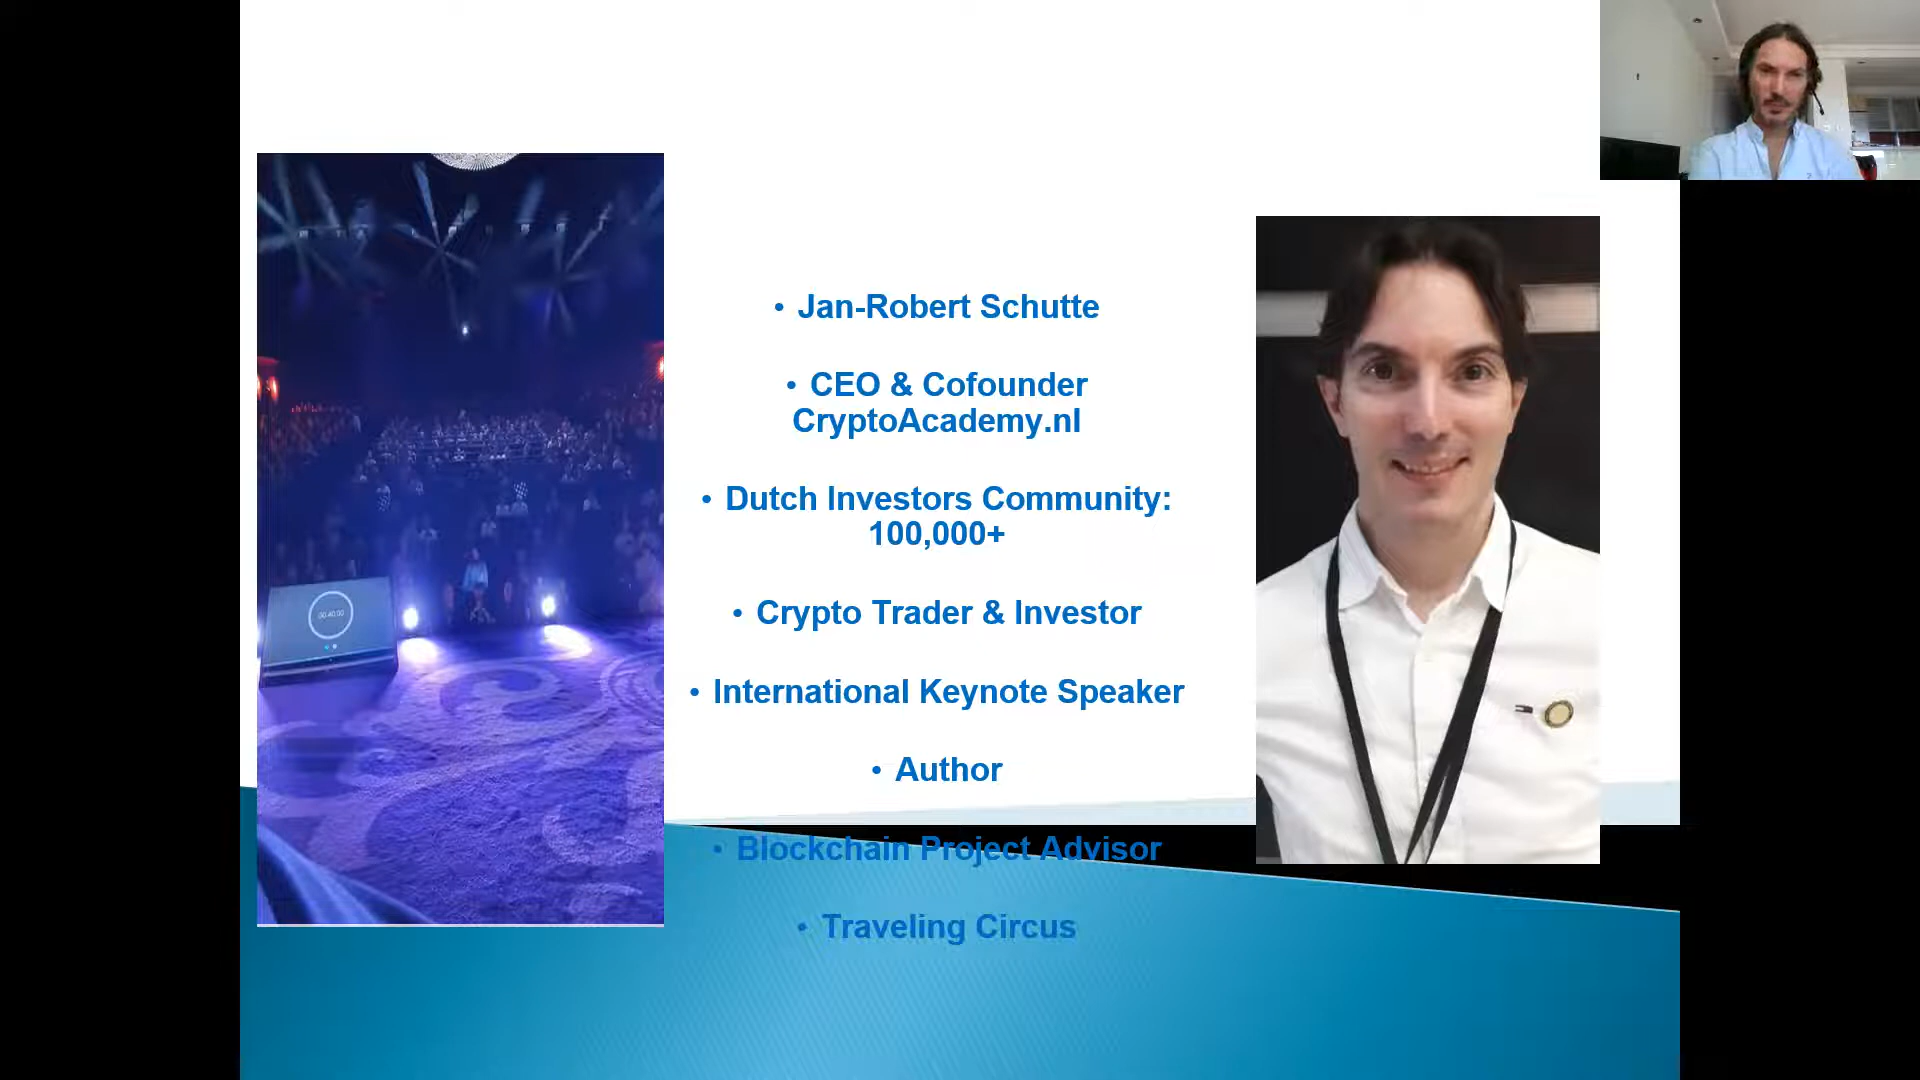 • Jan-Robert Schutte
• CEO & Cofounder
CryptoAcademy.nl
• Dutch Investors Community:
100,000+
• Crypto Trader & Investor
• International Keynote Speaker
• Author
• Blockchain Project Advisor
• Traveling Circus